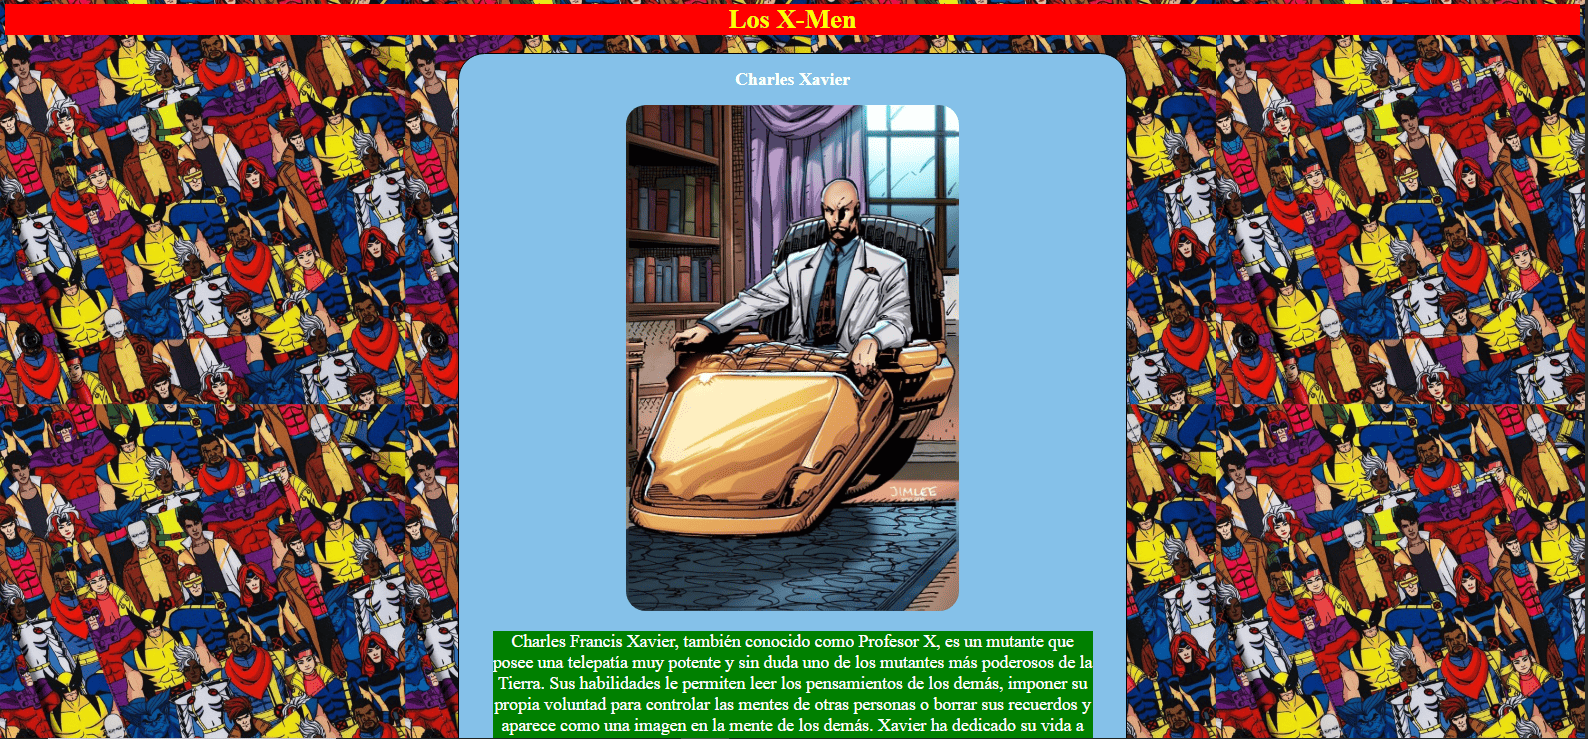 Los X-Men
Charles Xavier
JIMLEE
Charles Francis Xavier, también conocido como Profesor X, es un mutante que
posee una telepatía muy potente y sin duda uno de los mutantes más poderosos de la
Tierra. Sus habilidades le permiten leer los pensamientos de los demás, imponer su
propia voluntad para controlar las mentes de otras personas o borrar sus recuerdos y
aparece como una imagen en la mente de los demás. Xavier ha dedicado su vida a